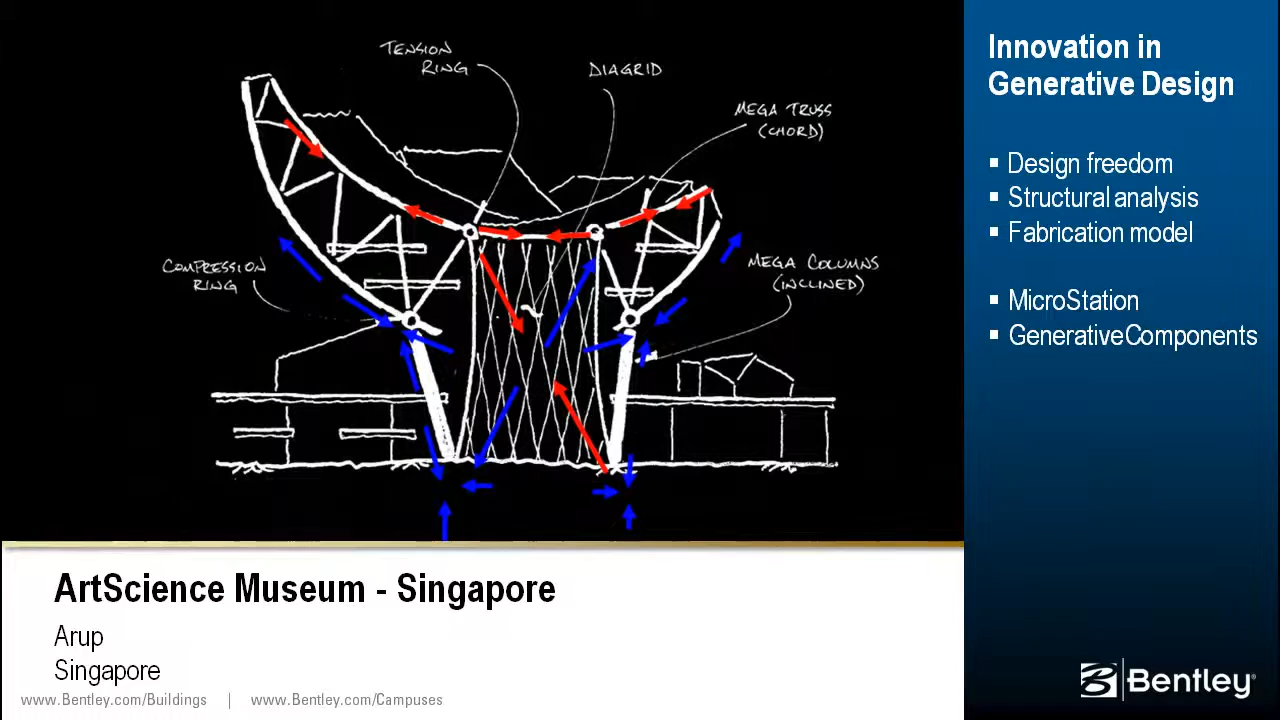 TENSION
RING
DIAGRID
MEGA TRUSS
(CHORD)
COMPRESSION
RING
MEGA COLUMNS
(INCLINED)
ArtScience Museum - Singapore
Arup
Singapore
www.Bentley.com/Buildings | www.Bentley.com/Campuses
Innovation in
Generative Design
▪ Design freedom
▪ Structural analysis
▪ Fabrication model
▪ MicroStation
▪ GenerativeComponents
Bentley®